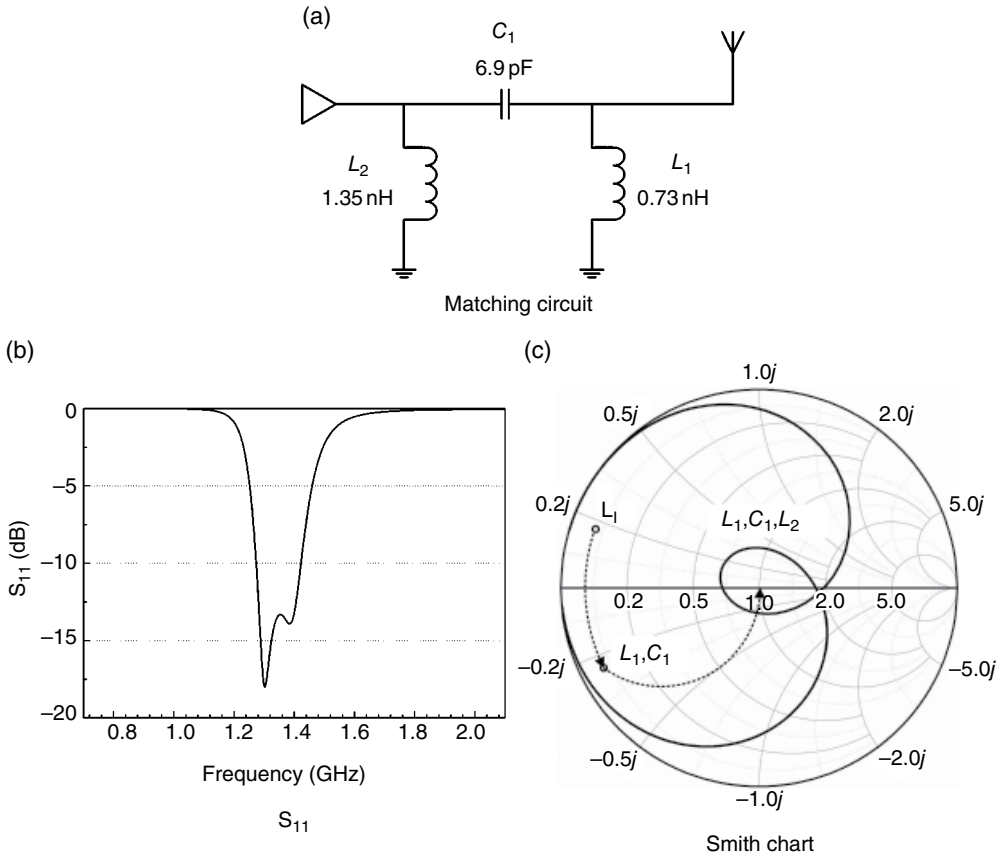 (a)
C1
6.9 pF
L2
1.35 nH
L1
0.73 nH
Matching circuit
(b)
0
−5
−10
−15
−20
S11 (dB)
0.8 1.0 1.2 1.4 1.6 1.8 2.0
Frequency (GHz)
S11
(c)
1.0j
0.5j
2.0j
0.2j
5.0j
LI
L1,C1,L2
0.2 0.5 1.0 2.0 5.0
L1,C1
−0.2j
−5.0j
−0.5j
−2.0j
−1.0j
Smith chart